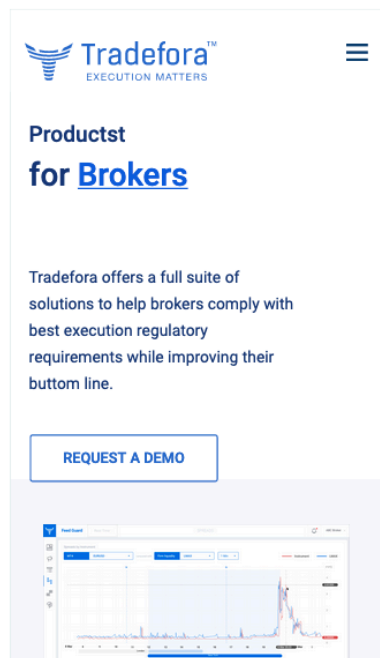 Tradefora™
EXECUTION MATTERS
Productst
for Brokers
Tradefora offers a full suite of
solutions to help brokers comply with
best execution regulatory
requirements while improving their
buttom line.
REQUEST A DEMO
Feed Guard